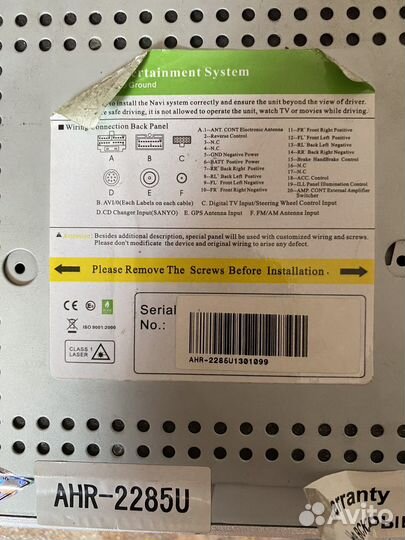 ertainment System
Ground
to install the Navi system correctly and ensure the unit beyond the view of driver.
re safe driving, it is not allowed to operate the unit, watch TV or movies while driving.
Wiring Connection Back Panel
A
B
C
D
E
F
A.1--ANT. CONT Electronic Antenna
2--Reverse Control
3--N.C
4--N.C
5--GND Negative Power
6--BATT Postive Power
7--RR+ Back Right Positive
8--RL+ Back Left Positive
9--FL+ Front Left Negative
10--FR+ Front Right Negative
11--FR+ Front Right Positive
12--FL+ Front Left Positive
13--RL+ Back Left Negative
14--RR+ Back Right Negative
15--Brake HandBrake Control
16--N.C
17--N.C
18--ACC. Control
19--ILL Panel Illumination Control
20--AMP. CONT External Amplifier
Switcher
B. AV1/0(Each Labels on each cable)
C. Digital TV Input/Steering Wheel Control Input
D.CD Changer Input(SANYO)
E. GPS Antenna Input
F. FM/AM Antenna Input
Attention: Besides additional description, special panel will be used with customized wiring and screws.
Please don't modificate the device and original wiring to arise any disaster.
Please Remove The Screws Before Installation
CE
ISO 9001:2000
CLASS 1
LASER
Serial
No.:
AHR-2285U1301099
AHR-2285U
rranty
Avito